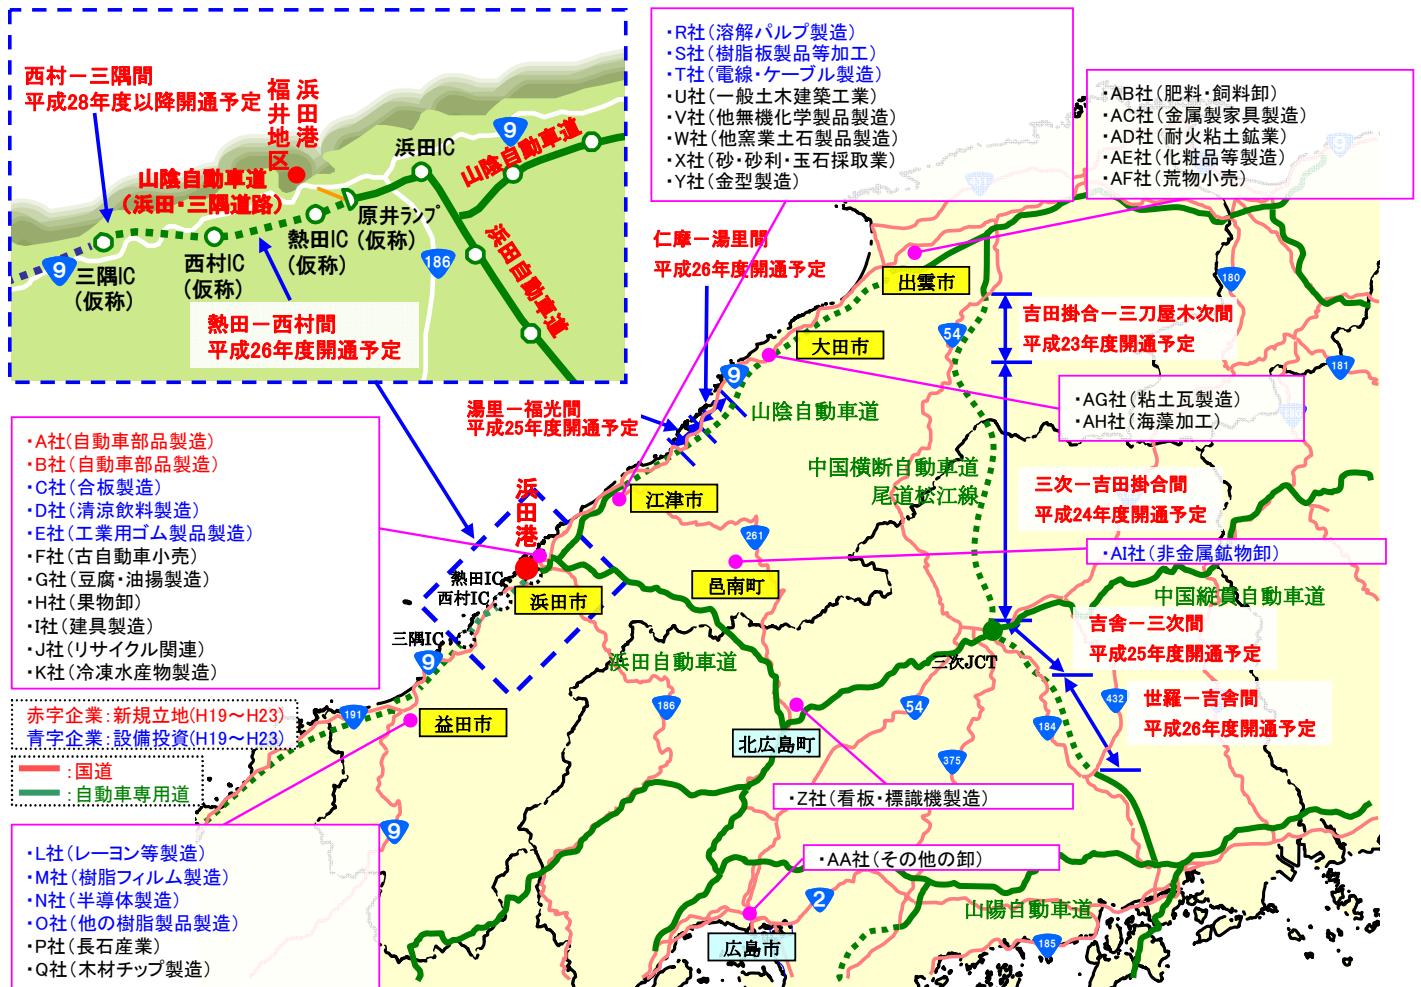 西村－三隅間
平成28年度以降開通予定
浜田港
福井地区
9
浜田IC
山陰自動車道
山陰自動車道
(浜田・三隅道路)
原井ランプ
(仮称)
熱田IC
(仮称)
西村IC
(仮称)
9
三隅IC
(仮称)
186
浜田自動車道
熱田－西村間
平成26年度開通予定
・R社(溶解パルプ製造)
・S社(樹脂板製品等加工)
・T社(電線・ケーブル製造)
・U社(一般土木建築工業)
・V社(他無機化学製品製造)
・W社(他窯業土石製品製造)
・X社(砂・砂利・玉石採取業)
・Y社(金型製造)
・AB社(肥料・飼料卸)
・AC社(金属製家具製造)
・AD社(耐火粘土鉱業)
・AE社(化粧品等製造)
・AF社(荒物小売)
9
仁摩－湯里間
平成26年度開通予定
出雲市
180
吉田掛合－三刀屋木次間
平成23年度開通予定
54
大田市
181
9
・AG社(粘土瓦製造)
・AH社(海藻加工)
湯里－福光間
平成25年度開通予定
山陰自動車道
中国横断自動車道
尾道松江線
三次－吉田掛合間
平成24年度開通予定
・A社(自動車部品製造)
・B社(自動車部品製造)
・C社(合板製造)
・D社(清涼飲料製造)
・E社(工業用ゴム製品製造)
・F社(古自動車小売)
・G社(豆腐・油揚製造)
・H社(果物卸)
・I社(建具製造)
・J社(リサイクル関連)
・K社(冷凍水産物製造)
浜田港
江津市
261
・AI社(非金属鉱物卸)
熱田IC
西村IC
浜田市
邑南町
中国縦貫自動車道
三隅IC
9
浜田自動車道
三次JCT
吉舎－三次間
平成25年度開通予定
赤字企業：新規立地(H19～H23)
青字企業：設備投資(H19～H23)
191
益田市
186
54
184
432
世羅－吉舎間
平成26年度開通予定
北広島町
375
：国道
：自動車専用道
・Z社(看板・標識機製造)
9
・L社(レーヨン等製造)
・M社(樹脂フィルム製造)
・N社(半導体製造)
・O社(他の樹脂製品製造)
・P社(長石産業)
・Q社(木材チップ製造)
・AA社(その他の卸)
2
山陽自動車道
広島市
185